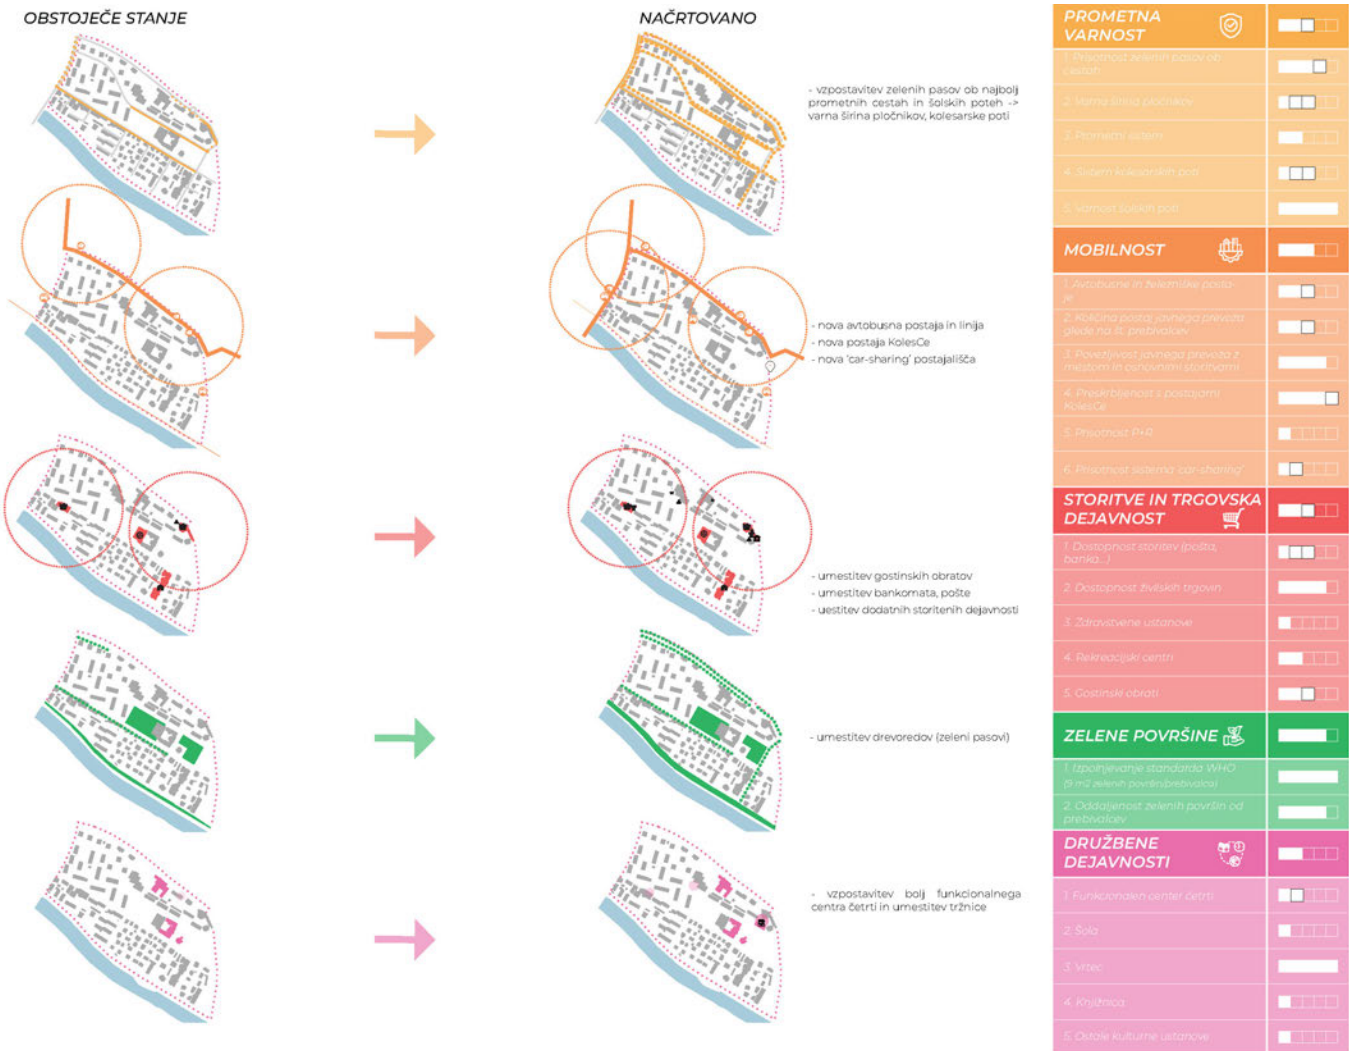 OBSTOJEČE STANJE
NAČRTOVANO
- vzpostavitev zelenih pasov ob najbolj
prometnih cestah in šolskih poteh ->
varna širina pločnikov, kolesarske poti
- nova avtobusna postaja in linija
- nova postaja KolesCe
- nova 'car-sharing' postajališča
- umestitev gostinskih obratov
- umestitev bankomata, pošte
- uestitev dodatnih storitenih dejavnosti
- umestitev drevoredov (zeleni pasovi)
- vzpostavitev bolj funkcionalnega
centra četrti in umestitev tržnice
PROMETNA
VARNOST
1. Prisotnost zelenih pasov ob
cestah
2. Varna širina pločnikov
3. Prometni sistem
4. Sistem kolesarskih poti
5. Varnost šolskih poti
MOBILNOST
1. Avtobusne in železniške posta-
je
2. Količina postaj javnega prevoza
glede na št. prebivalcev
3. Povezljivost javnega prevoza z
mestom in osnovnimi storitvami
4. Preskrbljenost s postajami
KolesCe
5. Prisotnost P+R
6. Prisotnost sistema 'car-sharing'
STORITVE IN TRGOVSKA
DEJAVNOST
1. Dostopnost storitev (pošta,
banka...)
2. Dostopnost živilskih trgovin
3. Zdravstvene ustanove
4. Rekreacijski centri
5. Gostinski obrati
ZELENE POVRŠINE
1. Izpolnjevanje standarda WHO
(9 m2 zelenih površin/prebivalca)
2. Oddaljenost zelenih površin od
prebivalcev
DRUŽBENE
DEJAVNOSTI
1. Funkcionalen center četrti
2. Šola
3. Vrtec
4. Knjižnica
5. Ostale kulturne ustanove